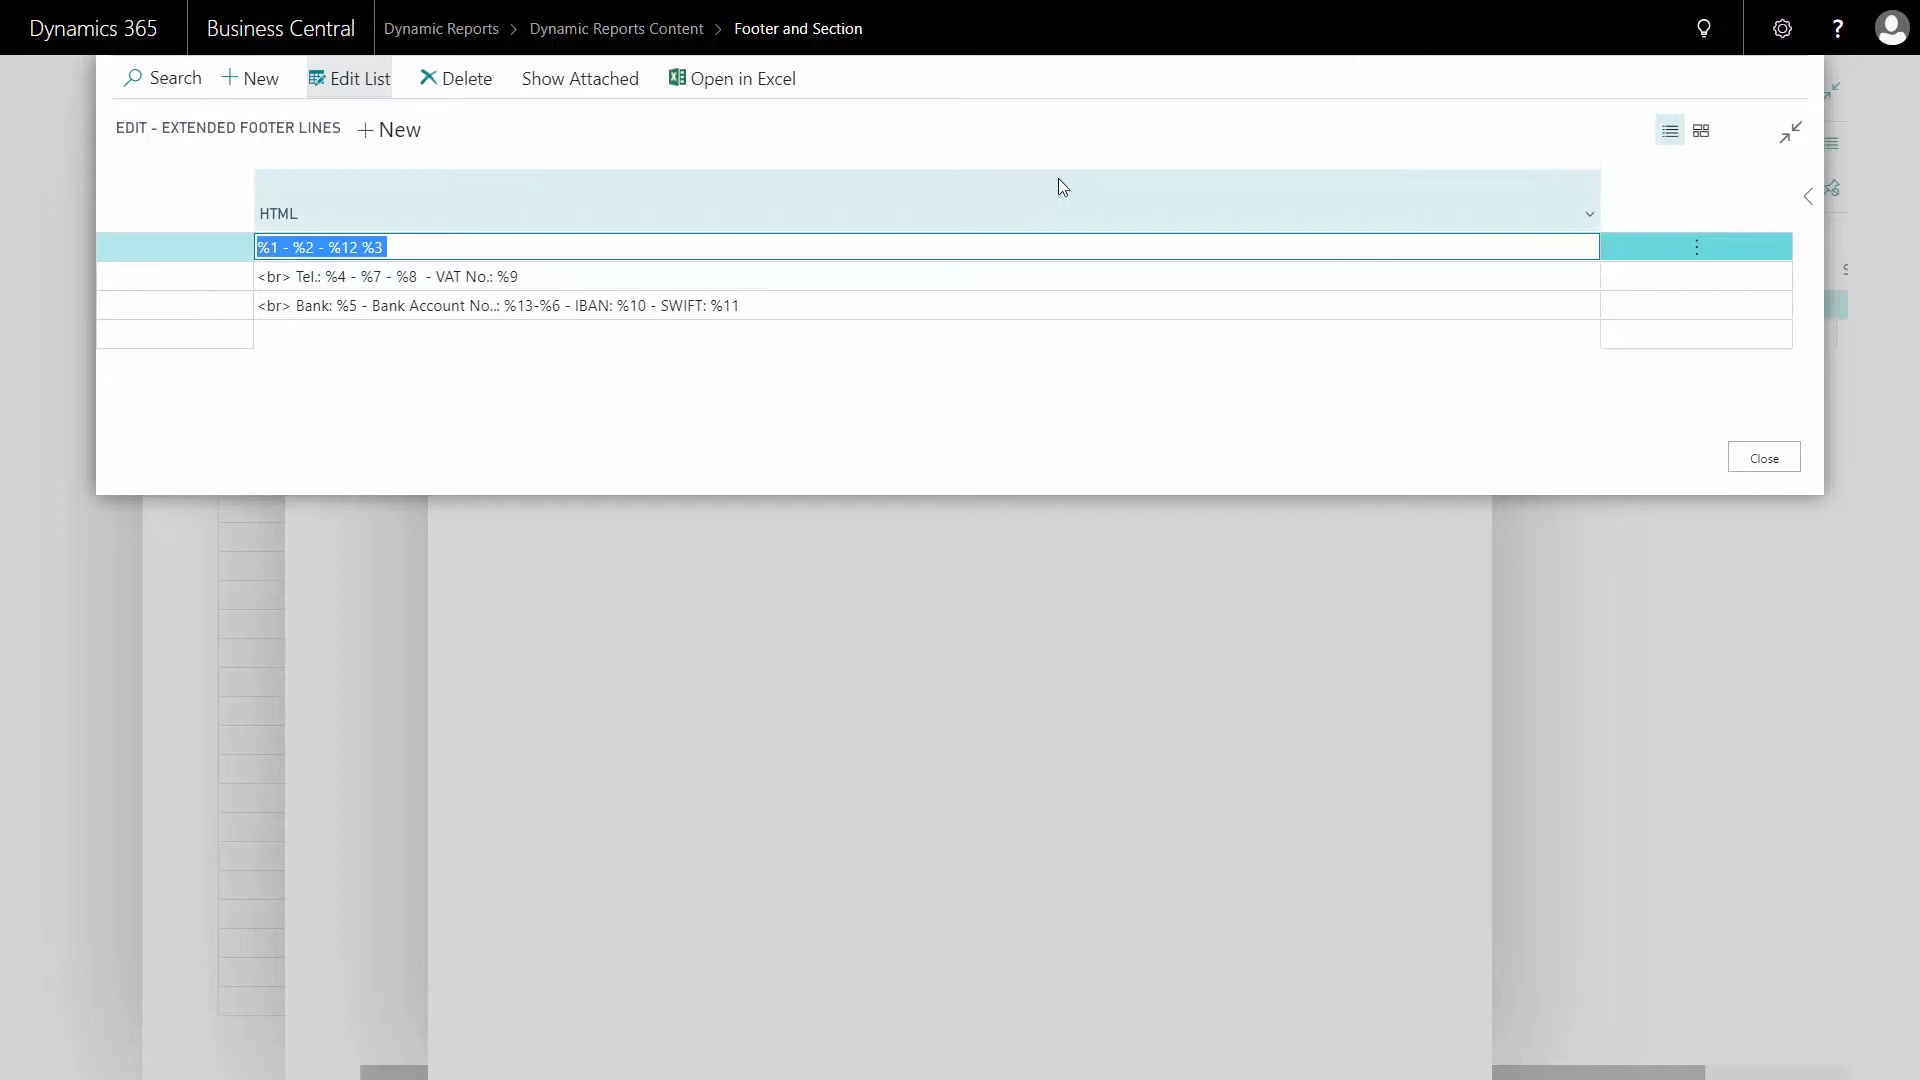 Dynamics 365 Business Central Dynamic Reports > Dynamic Reports Content > Footer and Section ?
Search + New Edit List Delete Show Attached Open in Excel
EDIT - EXTENDED FOOTER LINES + New
HTML
%1 - %2 - %12 %3
<br> Tel.: %4 - %7 - %8  - VAT No.: %9
<br> Bank: %5 - Bank Account No..: %13-%6 - IBAN: %10 - SWIFT: %11
Close